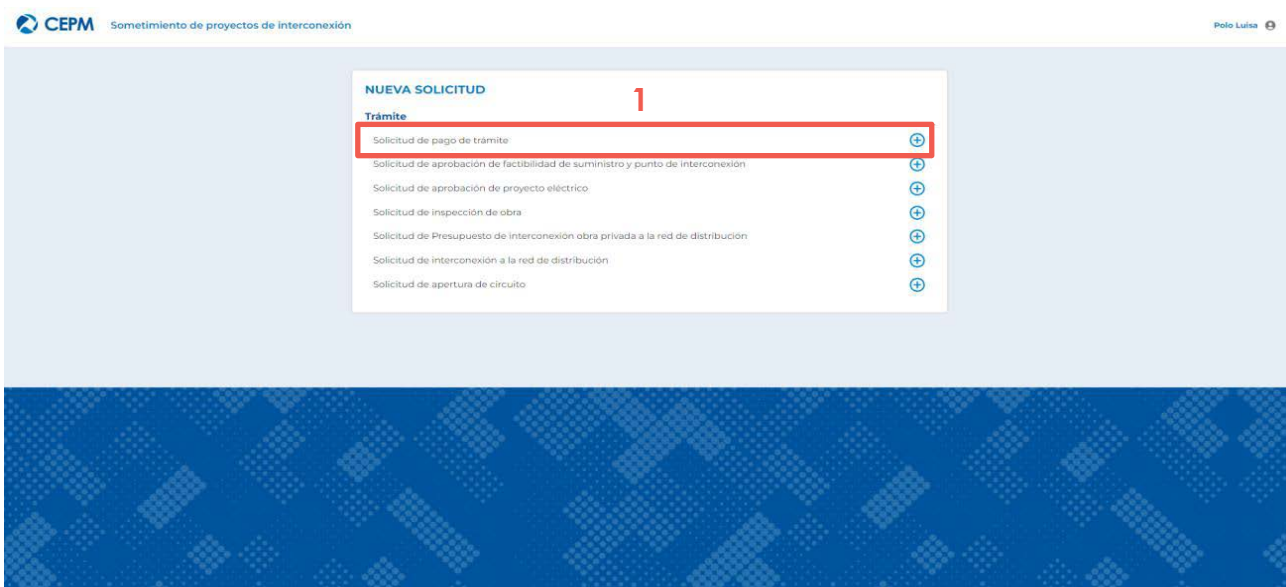 CEPM Sometimiento de proyectos de interconexión
Polo Luisa
NUEVA SOLICITUD
1
Trámite
Solicitud de pago de trámite
Solicitud de aprobación de factibilidad de suministro y punto de interconexión
Solicitud de aprobación de proyecto eléctrico
Solicitud de inspección de obra
Solicitud de Presupuesto de interconexión obra privada a la red de distribución
Solicitud de interconexión a la red de distribución
Solicitud de apertura de circuito